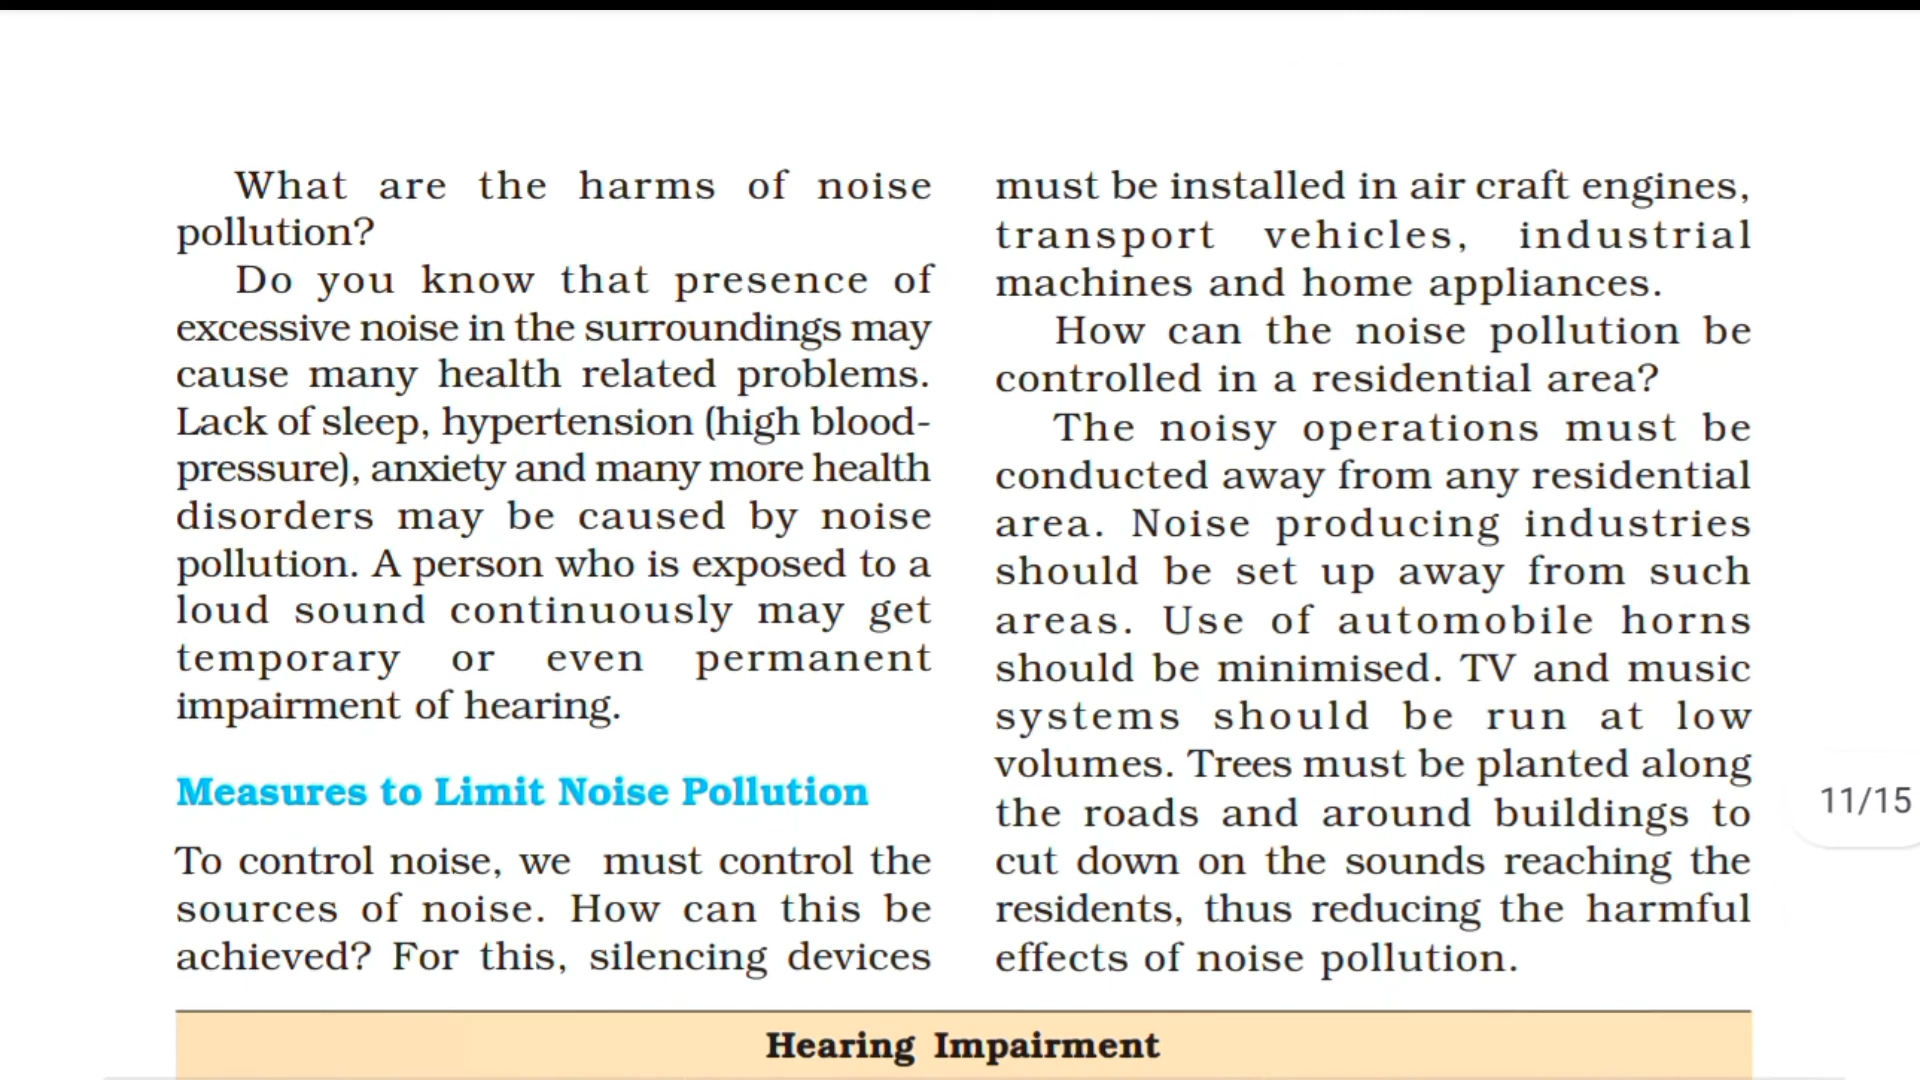 What are the harms of noise
pollution?
Do you know that presence of
excessive noise in the surroundings may
cause many health related problems.
Lack of sleep, hypertension (high blood-
pressure), anxiety and many more health
disorders may be caused by noise
pollution. A person who is exposed to a
loud sound continuously may get
temporary or even permanent
impairment of hearing.
Measures to Limit Noise Pollution
To control noise, we must control the
sources of noise. How can this be
achieved? For this, silencing devices
must be installed in air craft engines,
transport vehicles, industrial
machines and home appliances.
How can the noise pollution be
controlled in a residential area?
The noisy operations must be
conducted away from any residential
area. Noise producing industries
should be set up away from such
areas. Use of automobile horns
should be minimised. TV and music
systems should be run at low
volumes. Trees must be planted along
the roads and around buildings to
cut down on the sounds reaching the
residents, thus reducing the harmful
effects of noise pollution.
11/15
Hearing Impairment